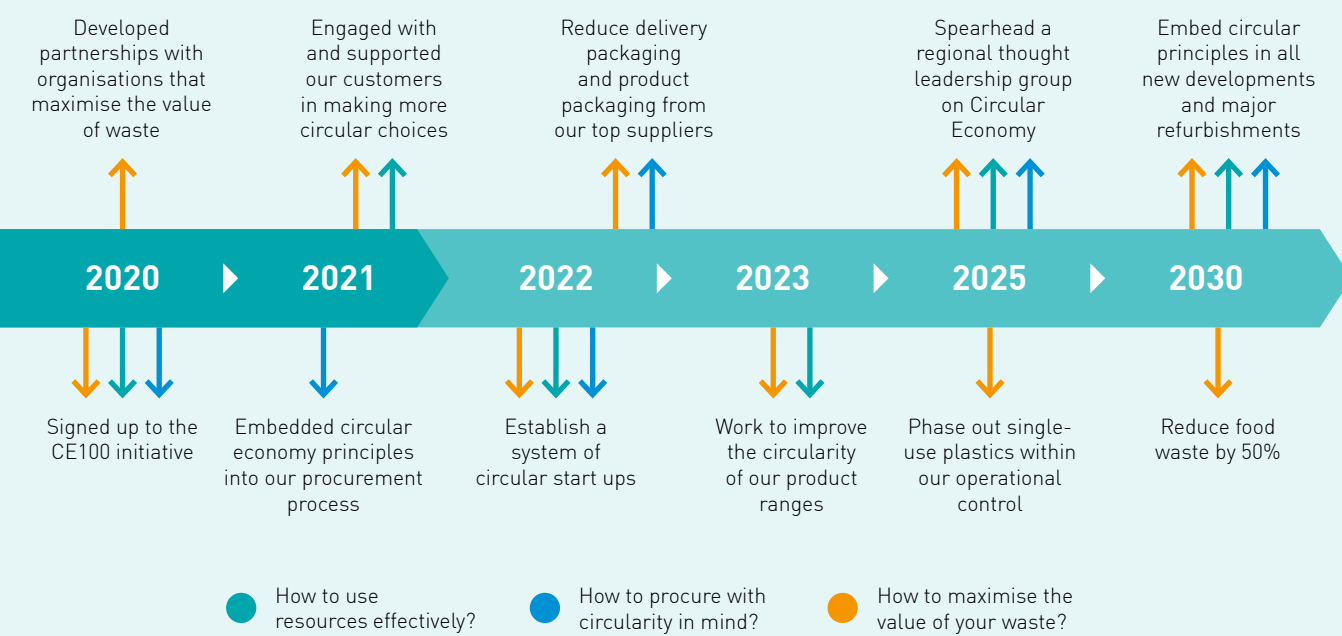 Developed
partnerships with
organisations that
maximise the value
of waste
Engaged with
and supported
our customers
in making more
circular choices
Reduce delivery
packaging
and product
packaging from
our top suppliers
Spearhead a
regional thought
leadership group
on Circular
Economy
Embed circular
principles in all
new developments
and major
refurbishments
2020
2021
2022
2023
2025
2030
Signed up to the
CE100 initiative
Embedded circular
economy principles
into our procurement
process
Establish a
system of
circular start ups
Work to improve
the circularity
of our product
ranges
Phase out single-
use plastics within
our operational
control
Reduce food
waste by 50%
How to use
resources effectively?
How to procure with
circularity in mind?
How to maximise the
value of your waste?